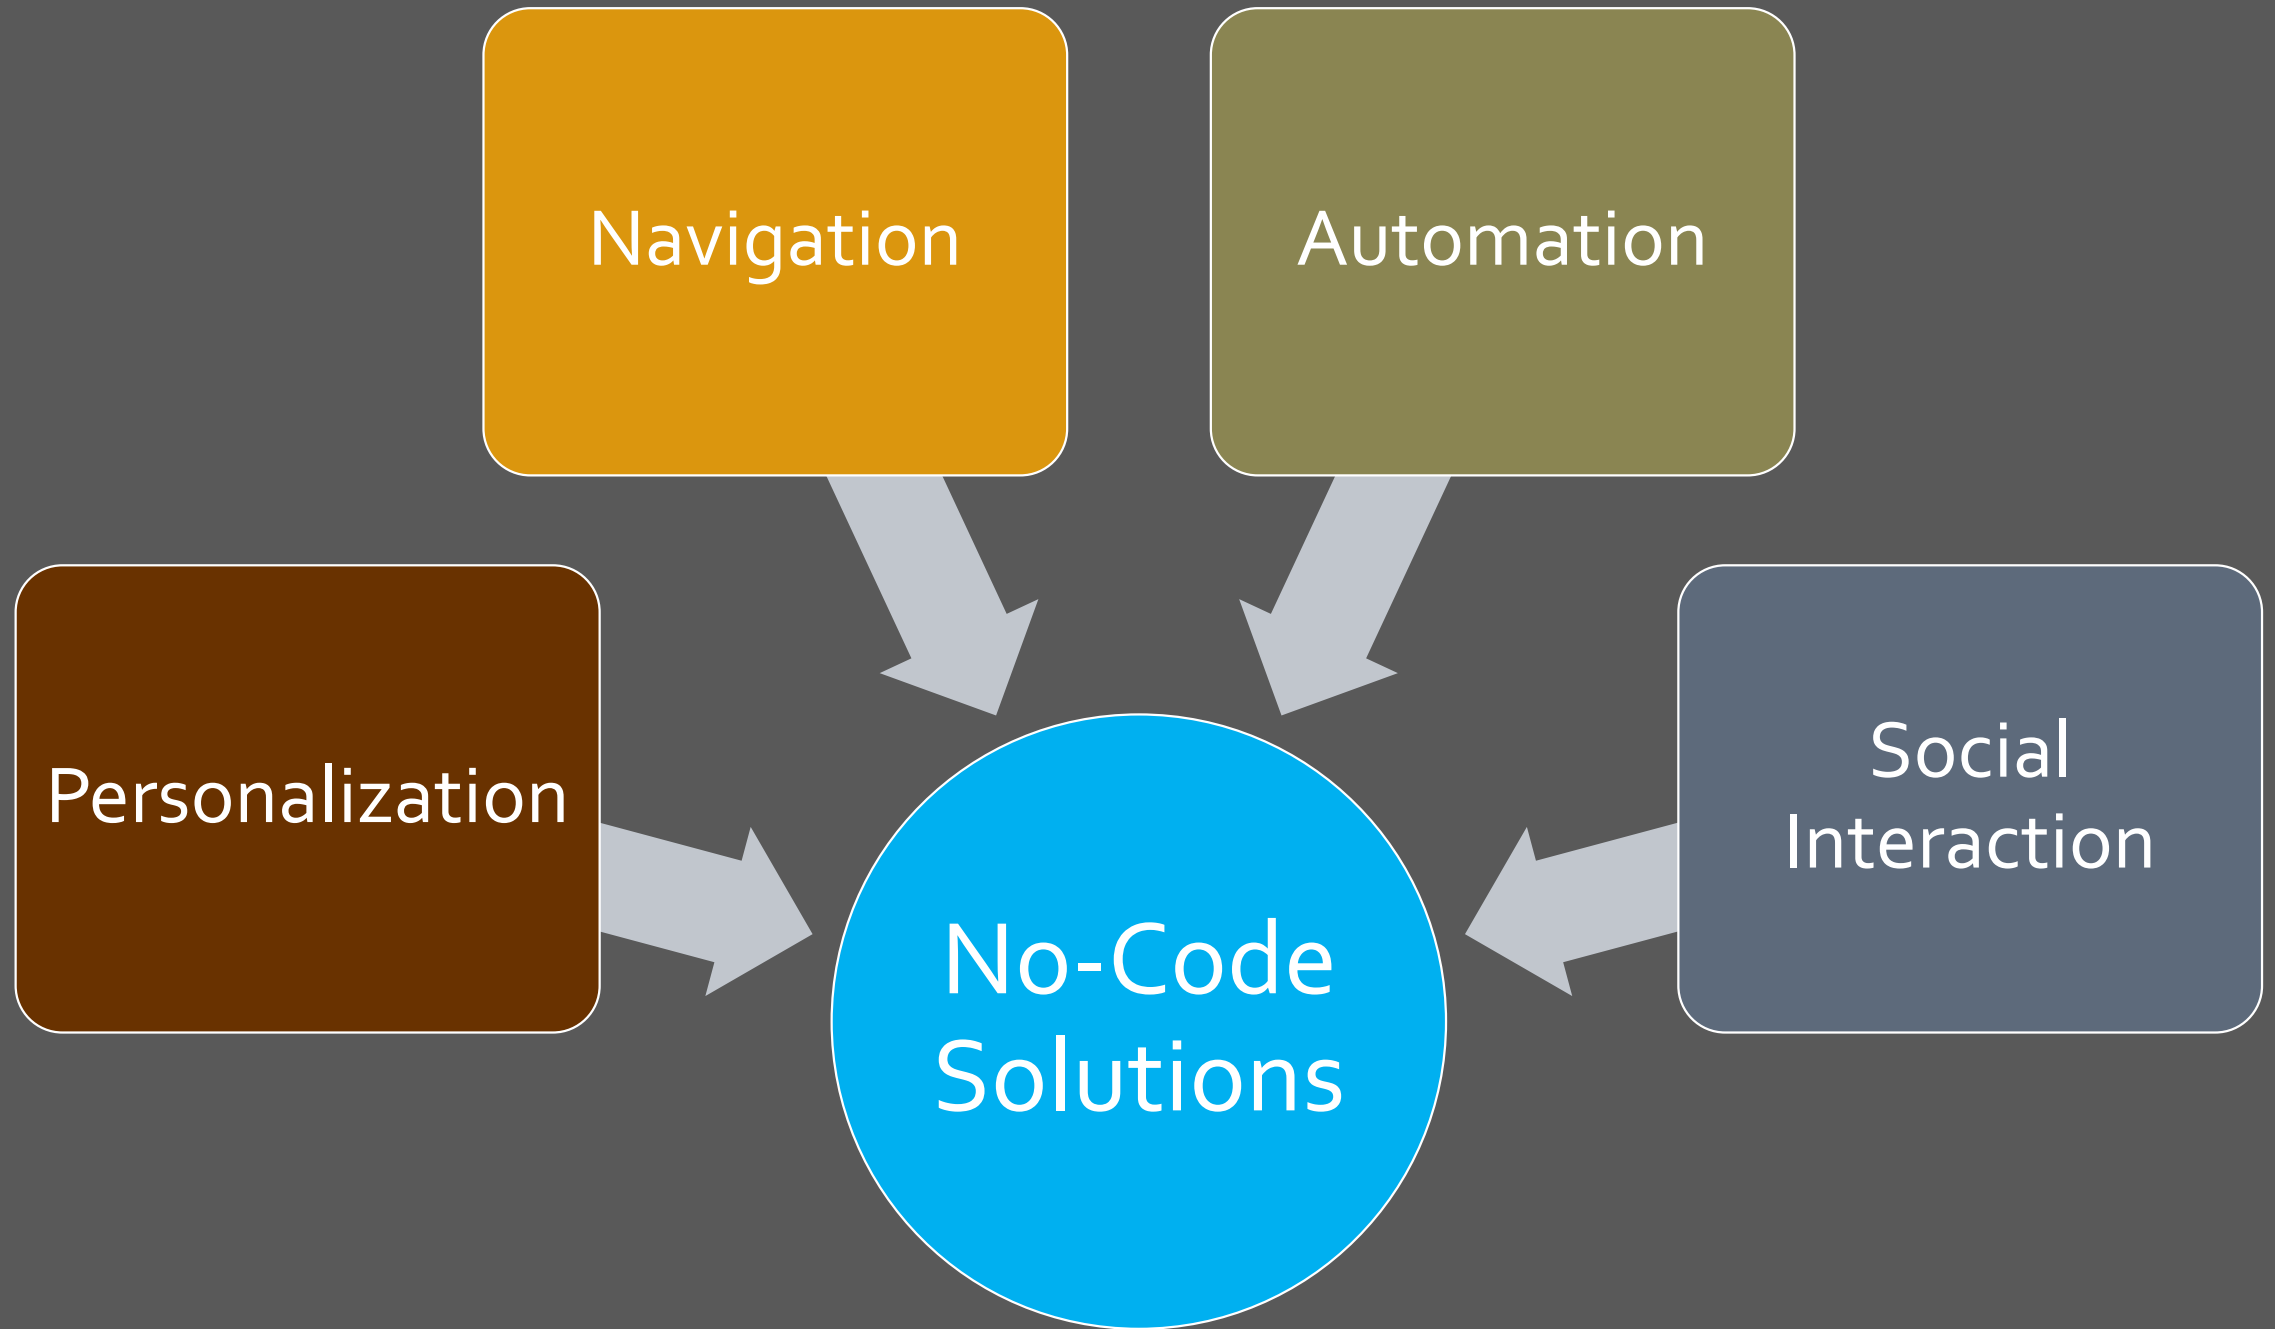 Navigation
Automation
Personalization
Social
Interaction
No-Code
Solutions